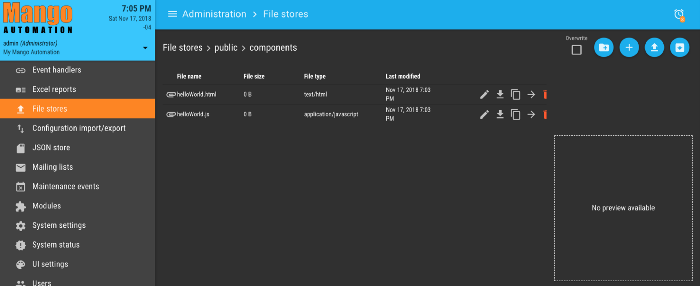 Mango
AUTOMATION
7:05 PM
Sat Nov 17, 2018
-04
admin (Administrator)
My Mango Automation
Event handlers
Excel reports
File stores
Configuration import/export
JSON store
Mailing lists
Maintenance events
Modules
System settings
System status
UI settings
Users
Administration > File stores
File stores > public > components
Overwrite
File name File size File type Last modified
helloWorld.html 0 B text/html Nov 17, 2018 7:03
PM
helloWorld.js 0 B application/javascript Nov 17, 2018 7:03
PM
No preview available